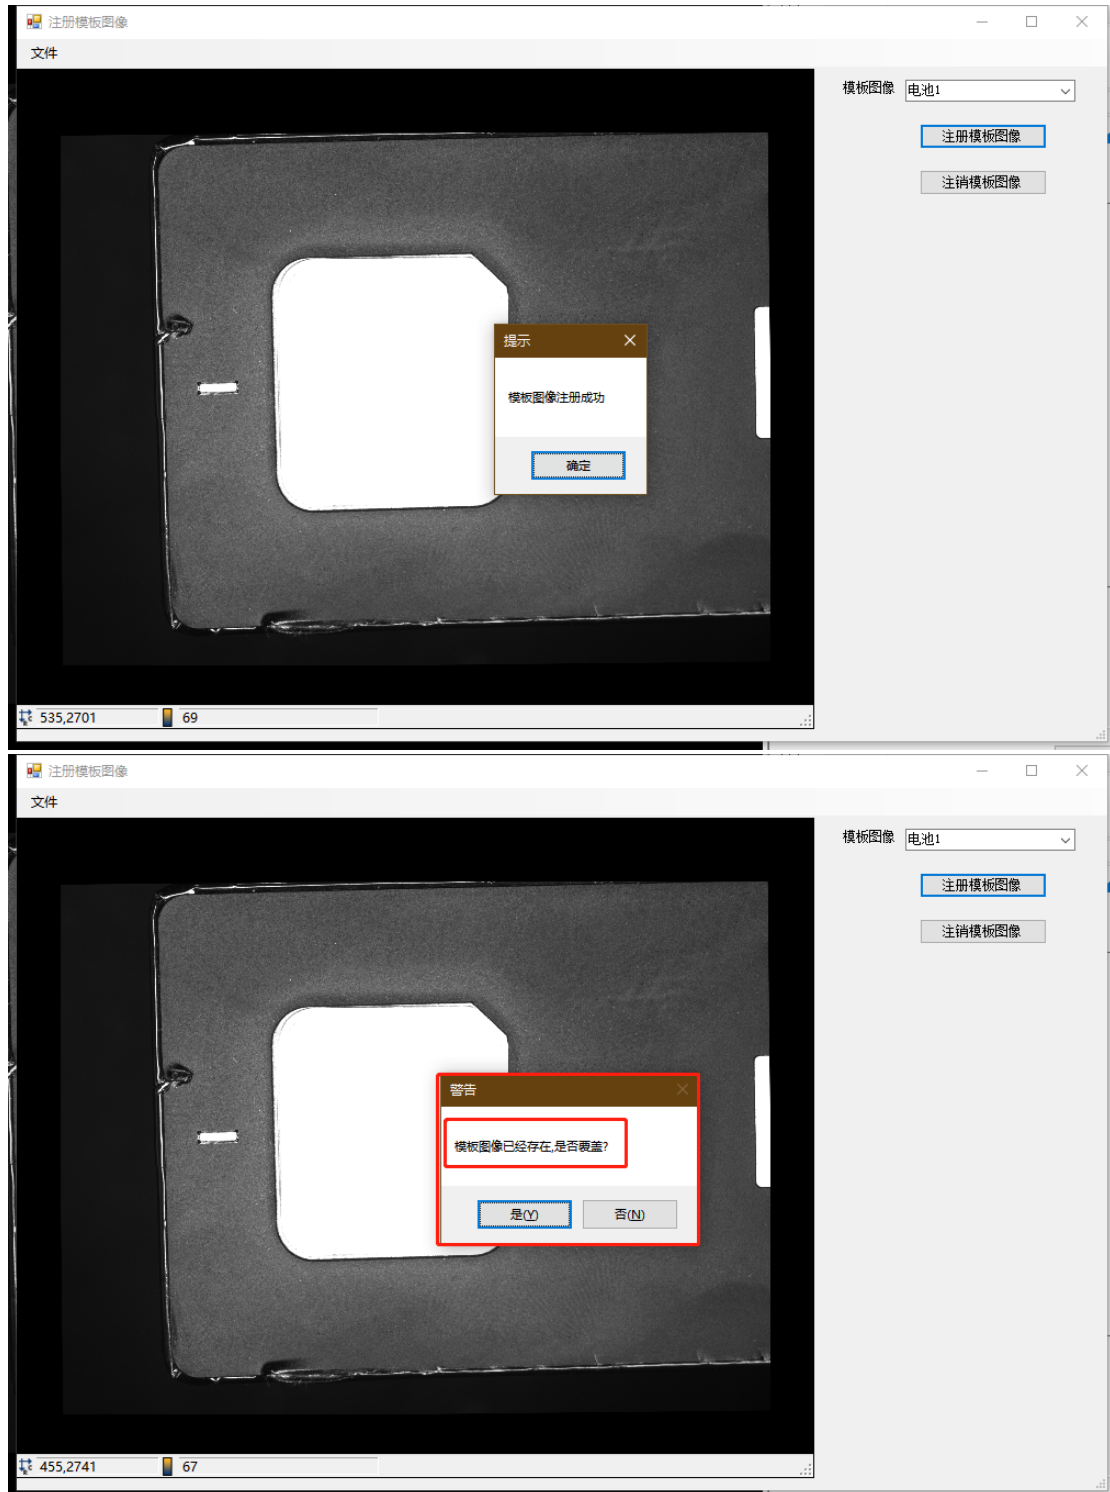 注册模板图像
文件
模板图像 电池1
注册模板图像
注销模板图像
提示
模板图像注册成功
确定
535,2701 69
注册模板图像
文件
模板图像 电池1
注册模板图像
注销模板图像
警告
模板图像已经存在,是否覆盖?
是(Y) 否(N)
455,2741 67